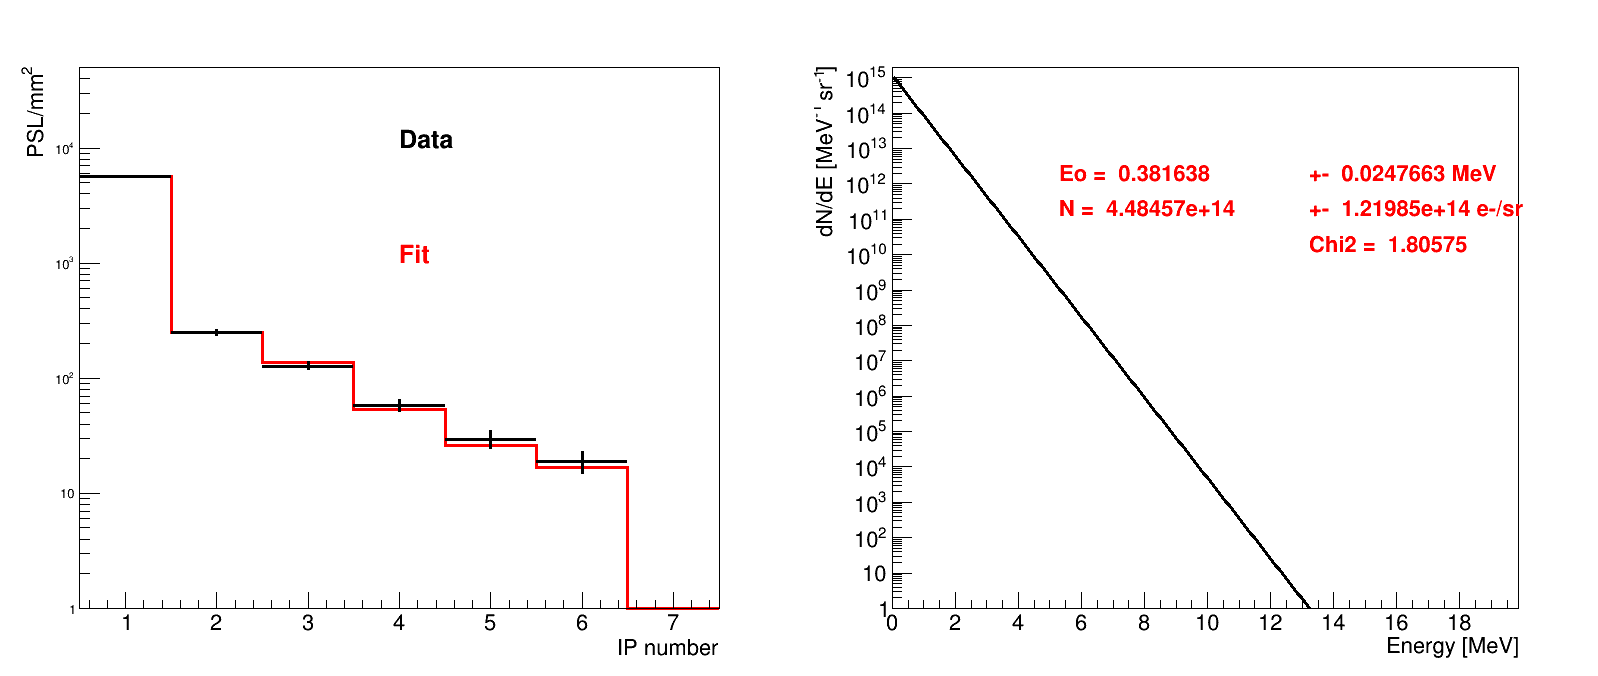 PSL/mm²
10⁴
10³
10²
10
1
Data
Fit
1 2 3 4 5 6 7
IP number
dN/dE [MeV⁻¹ sr⁻¹]
10¹⁵
10¹⁴
10¹³
10¹²
10¹¹
10¹⁰
10⁹
10⁸
10⁷
10⁶
10⁵
10⁴
10³
10²
10
1
Eo = 0.381638 +- 0.0247663 MeV
N = 4.48457e+14 +- 1.21985e+14 e-/sr
Chi2 = 1.80575
0 2 4 6 8 10 12 14 16 18
Energy [MeV]